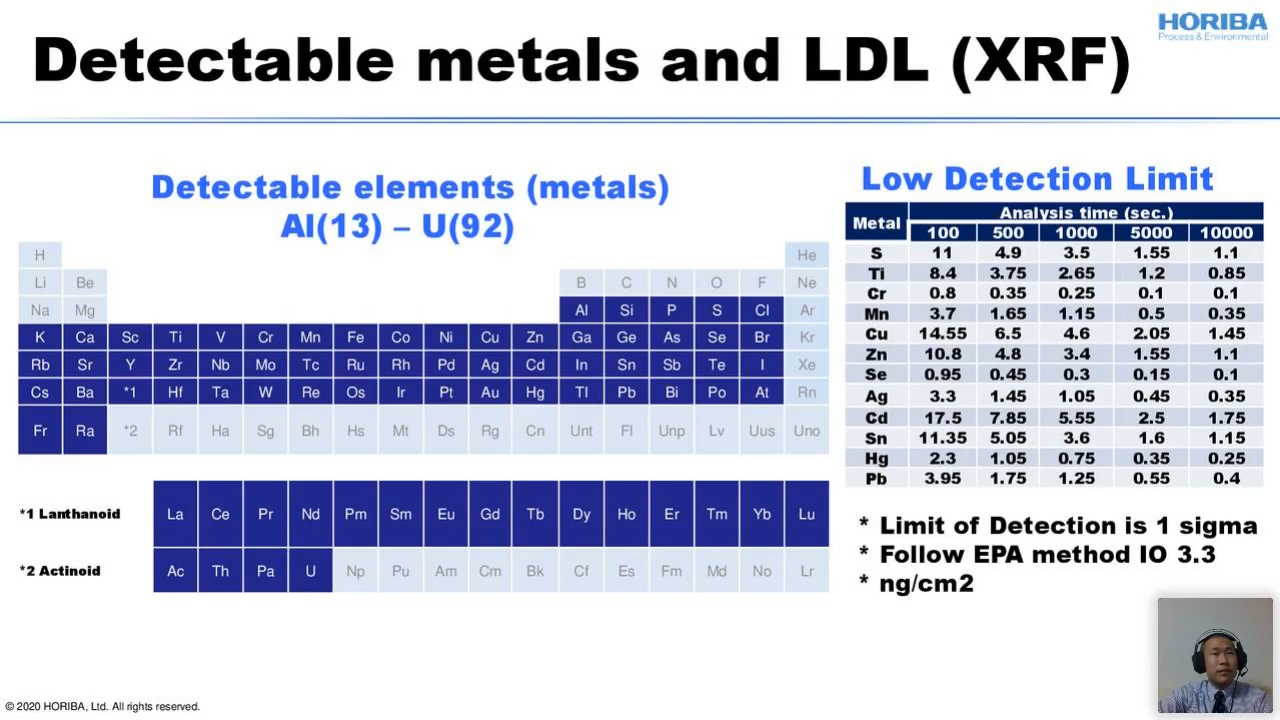 HORIBA
Process & Environmental
Detectable metals and LDL (XRF)
Detectable elements (metals)
Al(13) – U(92)
H He
Li Be B C N O F Ne
Na Mg Al Si P S Cl Ar
K Ca Sc Ti V Cr Mn Fe Co Ni Cu Zn Ga Ge As Se Br Kr
Rb Sr Y Zr Nb Mo Tc Ru Rh Pd Ag Cd In Sn Sb Te I Xe
Cs Ba *1 Hf Ta W Re Os Ir Pt Au Hg Tl Pb Bi Po At Rn
Fr Ra *2 Rf Ha Sg Bh Hs Mt Ds Rg Cn Unt Fl Unp Lv Uus Uno
*1 Lanthanoid La Ce Pr Nd Pm Sm Eu Gd Tb Dy Ho Er Tm Yb Lu
*2 Actinoid Ac Th Pa U Np Pu Am Cm Bk Cf Es Fm Md No Lr
Low Detection Limit
Metal Analysis time (sec.)
100 500 1000 5000 10000
S 11 4.9 3.5 1.55 1.1
Ti 8.4 3.75 2.65 1.2 0.85
Cr 0.8 0.35 0.25 0.1 0.1
Mn 3.7 1.65 1.15 0.5 0.35
Cu 14.55 6.5 4.6 2.05 1.45
Zn 10.8 4.8 3.4 1.55 1.1
Se 0.95 0.45 0.3 0.15 0.1
Ag 3.3 1.45 1.05 0.45 0.35
Cd 17.5 7.85 5.55 2.5 1.75
Sn 11.35 5.05 3.6 1.6 1.15
Hg 2.3 1.05 0.75 0.35 0.25
Pb 3.95 1.75 1.25 0.55 0.4
* Limit of Detection is 1 sigma
* Follow EPA method IO 3.3
* ng/cm2
© 2020 HORIBA, Ltd. All rights reserved.